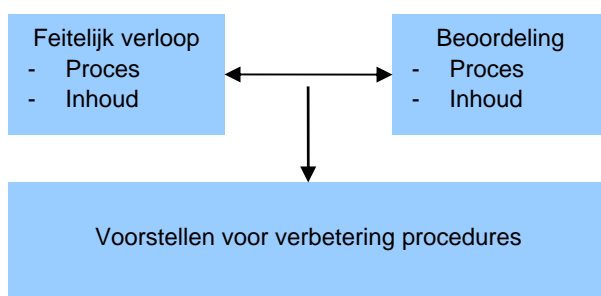 Feitelijk verloop
- Proces
- Inhoud
Beoordeling
- Proces
- Inhoud
Voorstellen voor verbetering procedures